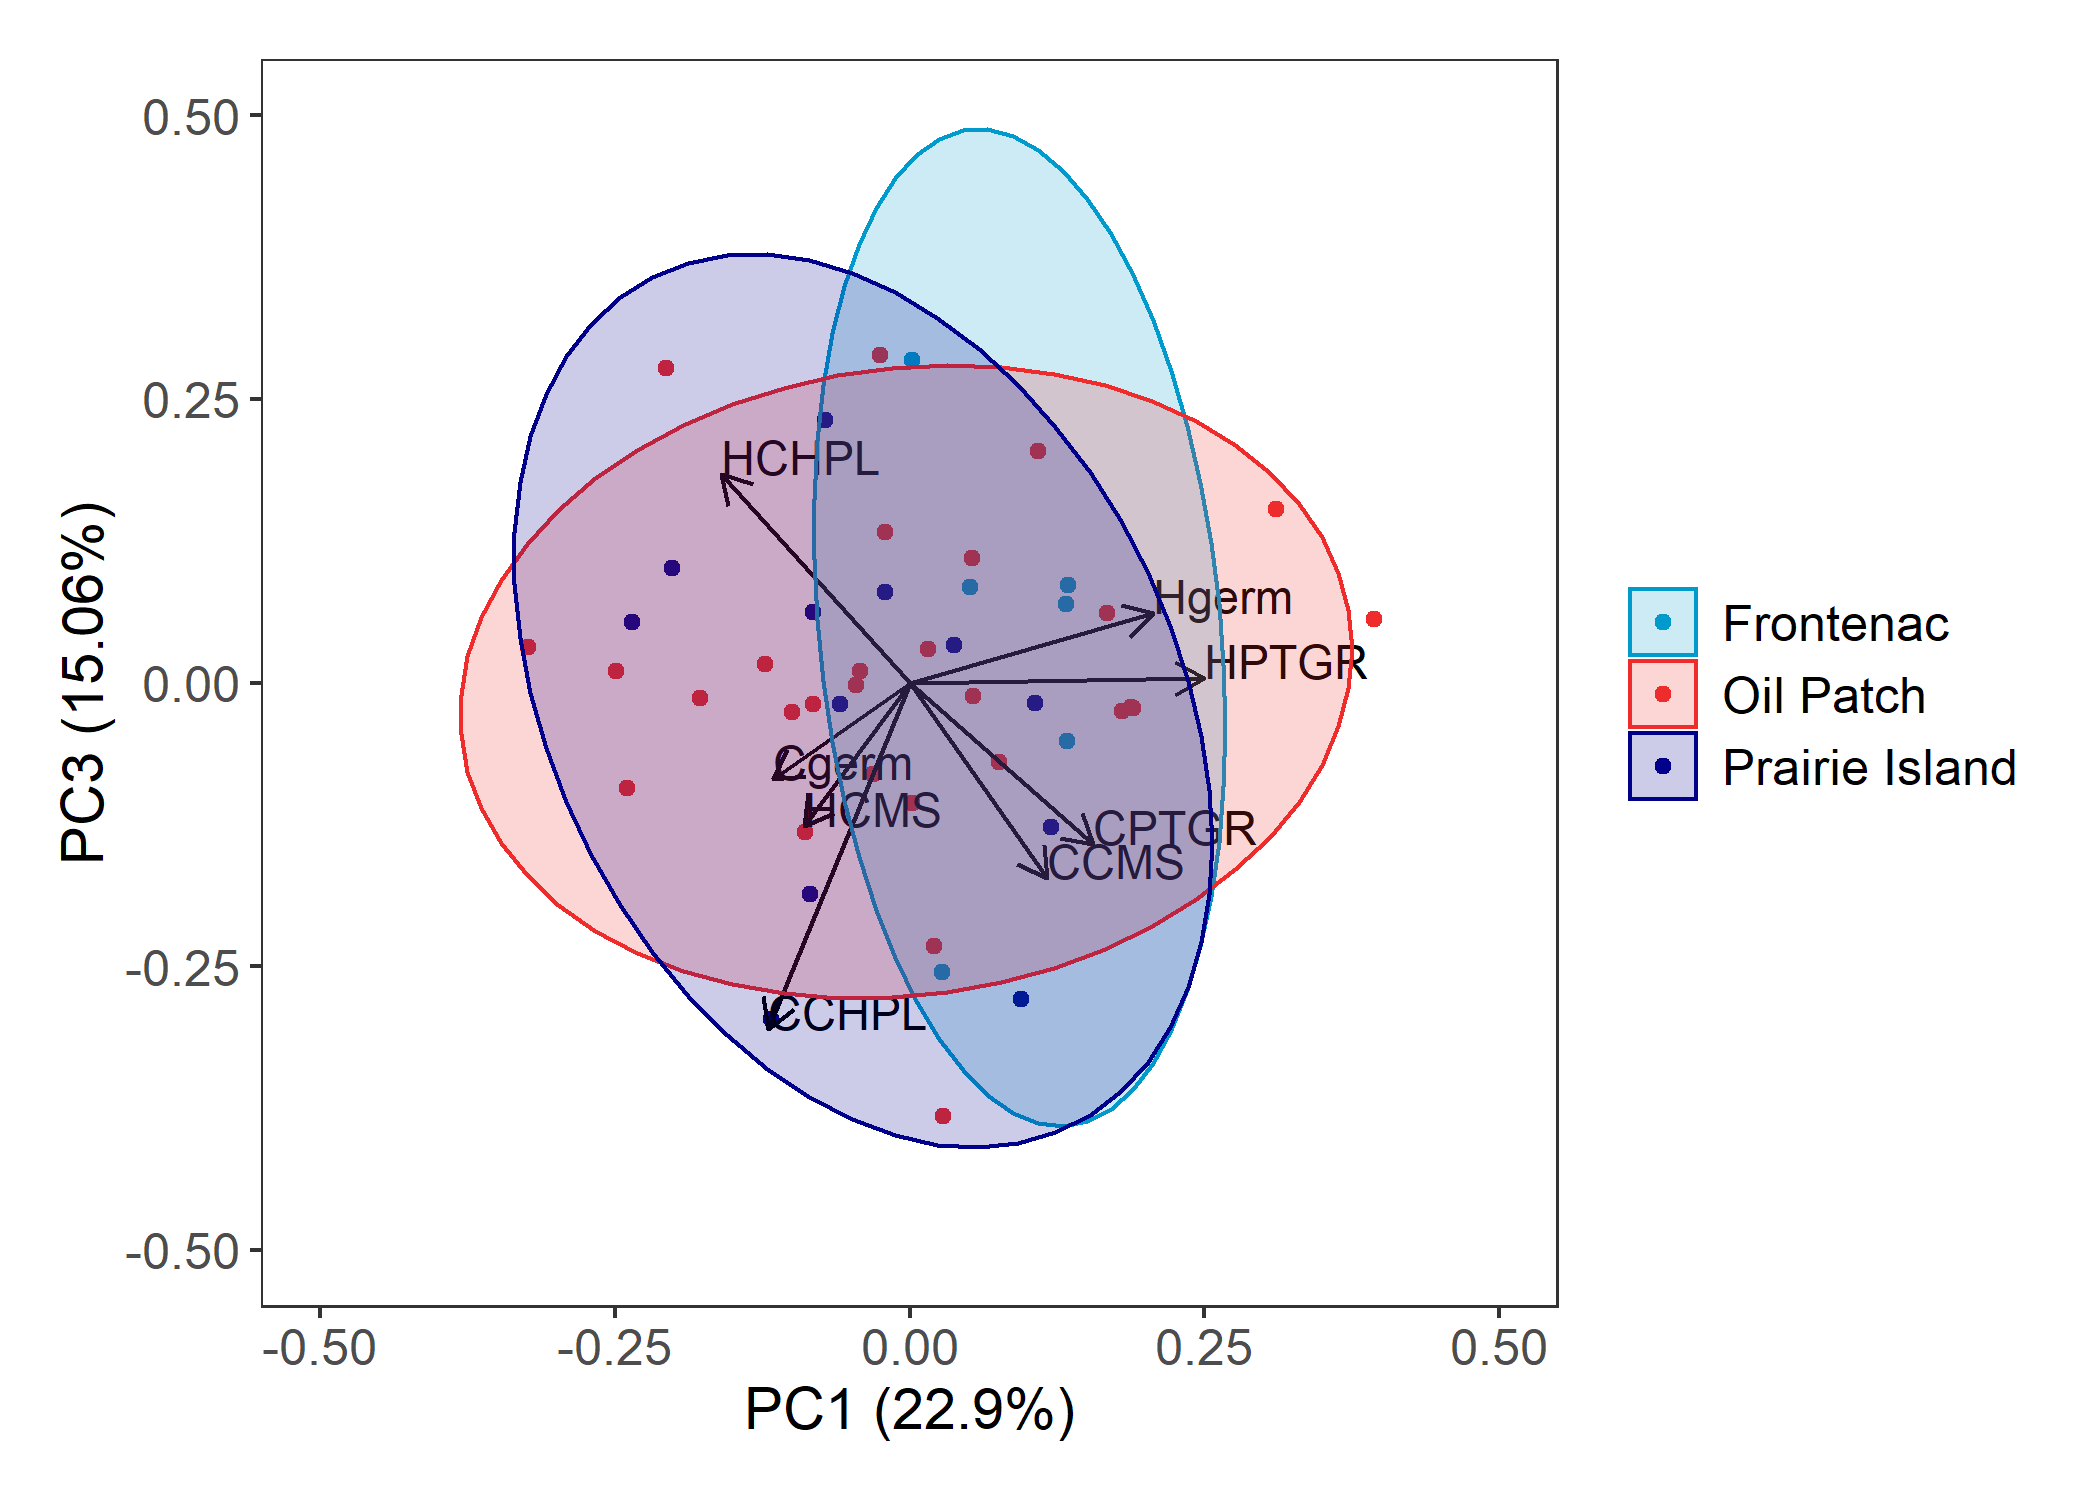 0.50
0.25
0.00
-0.25
-0.50
PC3 (15.06%)
HCHPL
Hgerm
HPTGR
Cgerm
HCMS
CPTGR
CCMS
CCHPL
-0.50 -0.25 0.00 0.25 0.50
PC1 (22.9%)
Frontenac
Oil Patch
Prairie Island